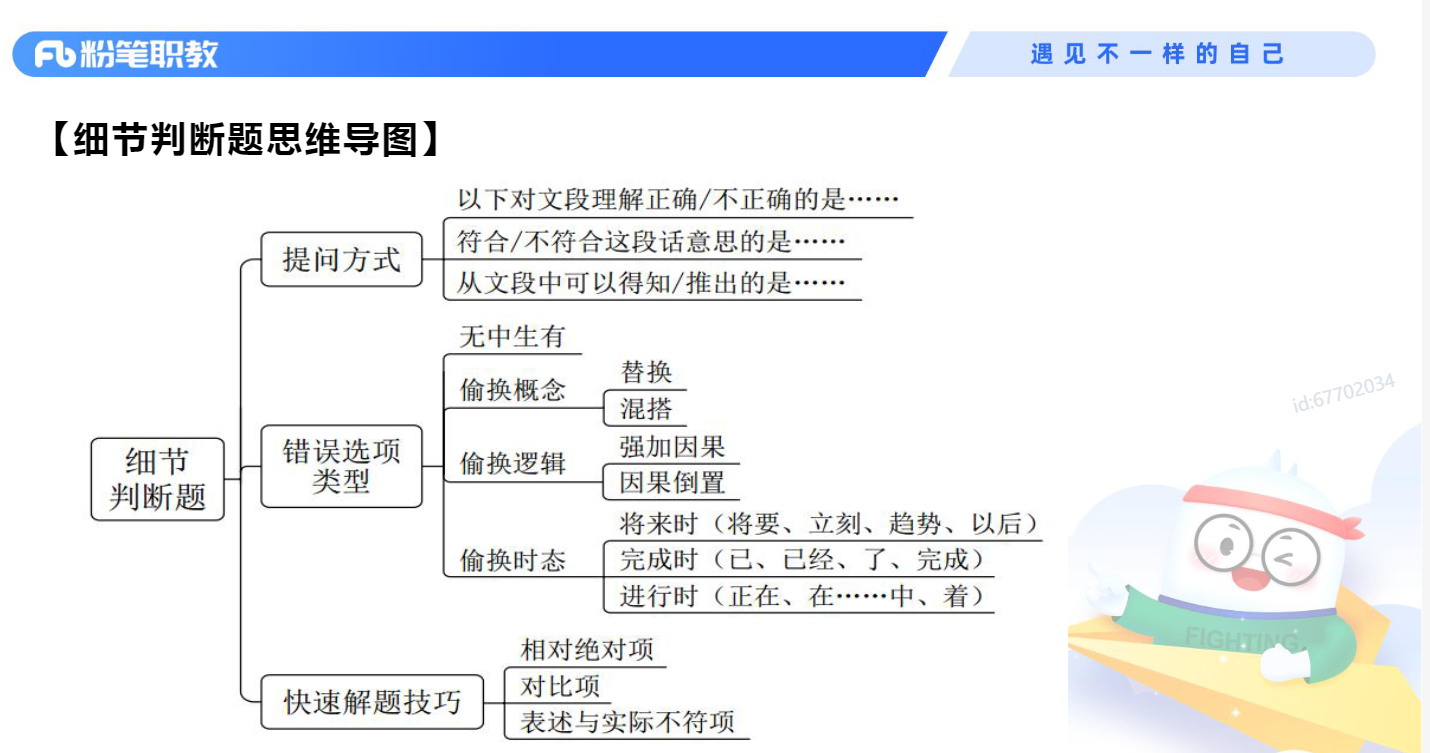 粉笔职教
遇见不一样的自己
【细节判断题思维导图】
以下对文段理解正确/不正确的是……
提问方式
符合/不符合这段话意思的是……
从文段中可以得知/推出的是……
无中生有
偷换概念
替换
混搭
细节
判断题
错误选项
类型
偷换逻辑
强加因果
因果倒置
偷换时态
将来时（将要、立刻、趋势、以后）
完成时（已、已经、了、完成）
进行时（正在、在……中、着）
快速解题技巧
相对绝对项
对比项
表述与实际不符项
id:67702034
FIGHTING